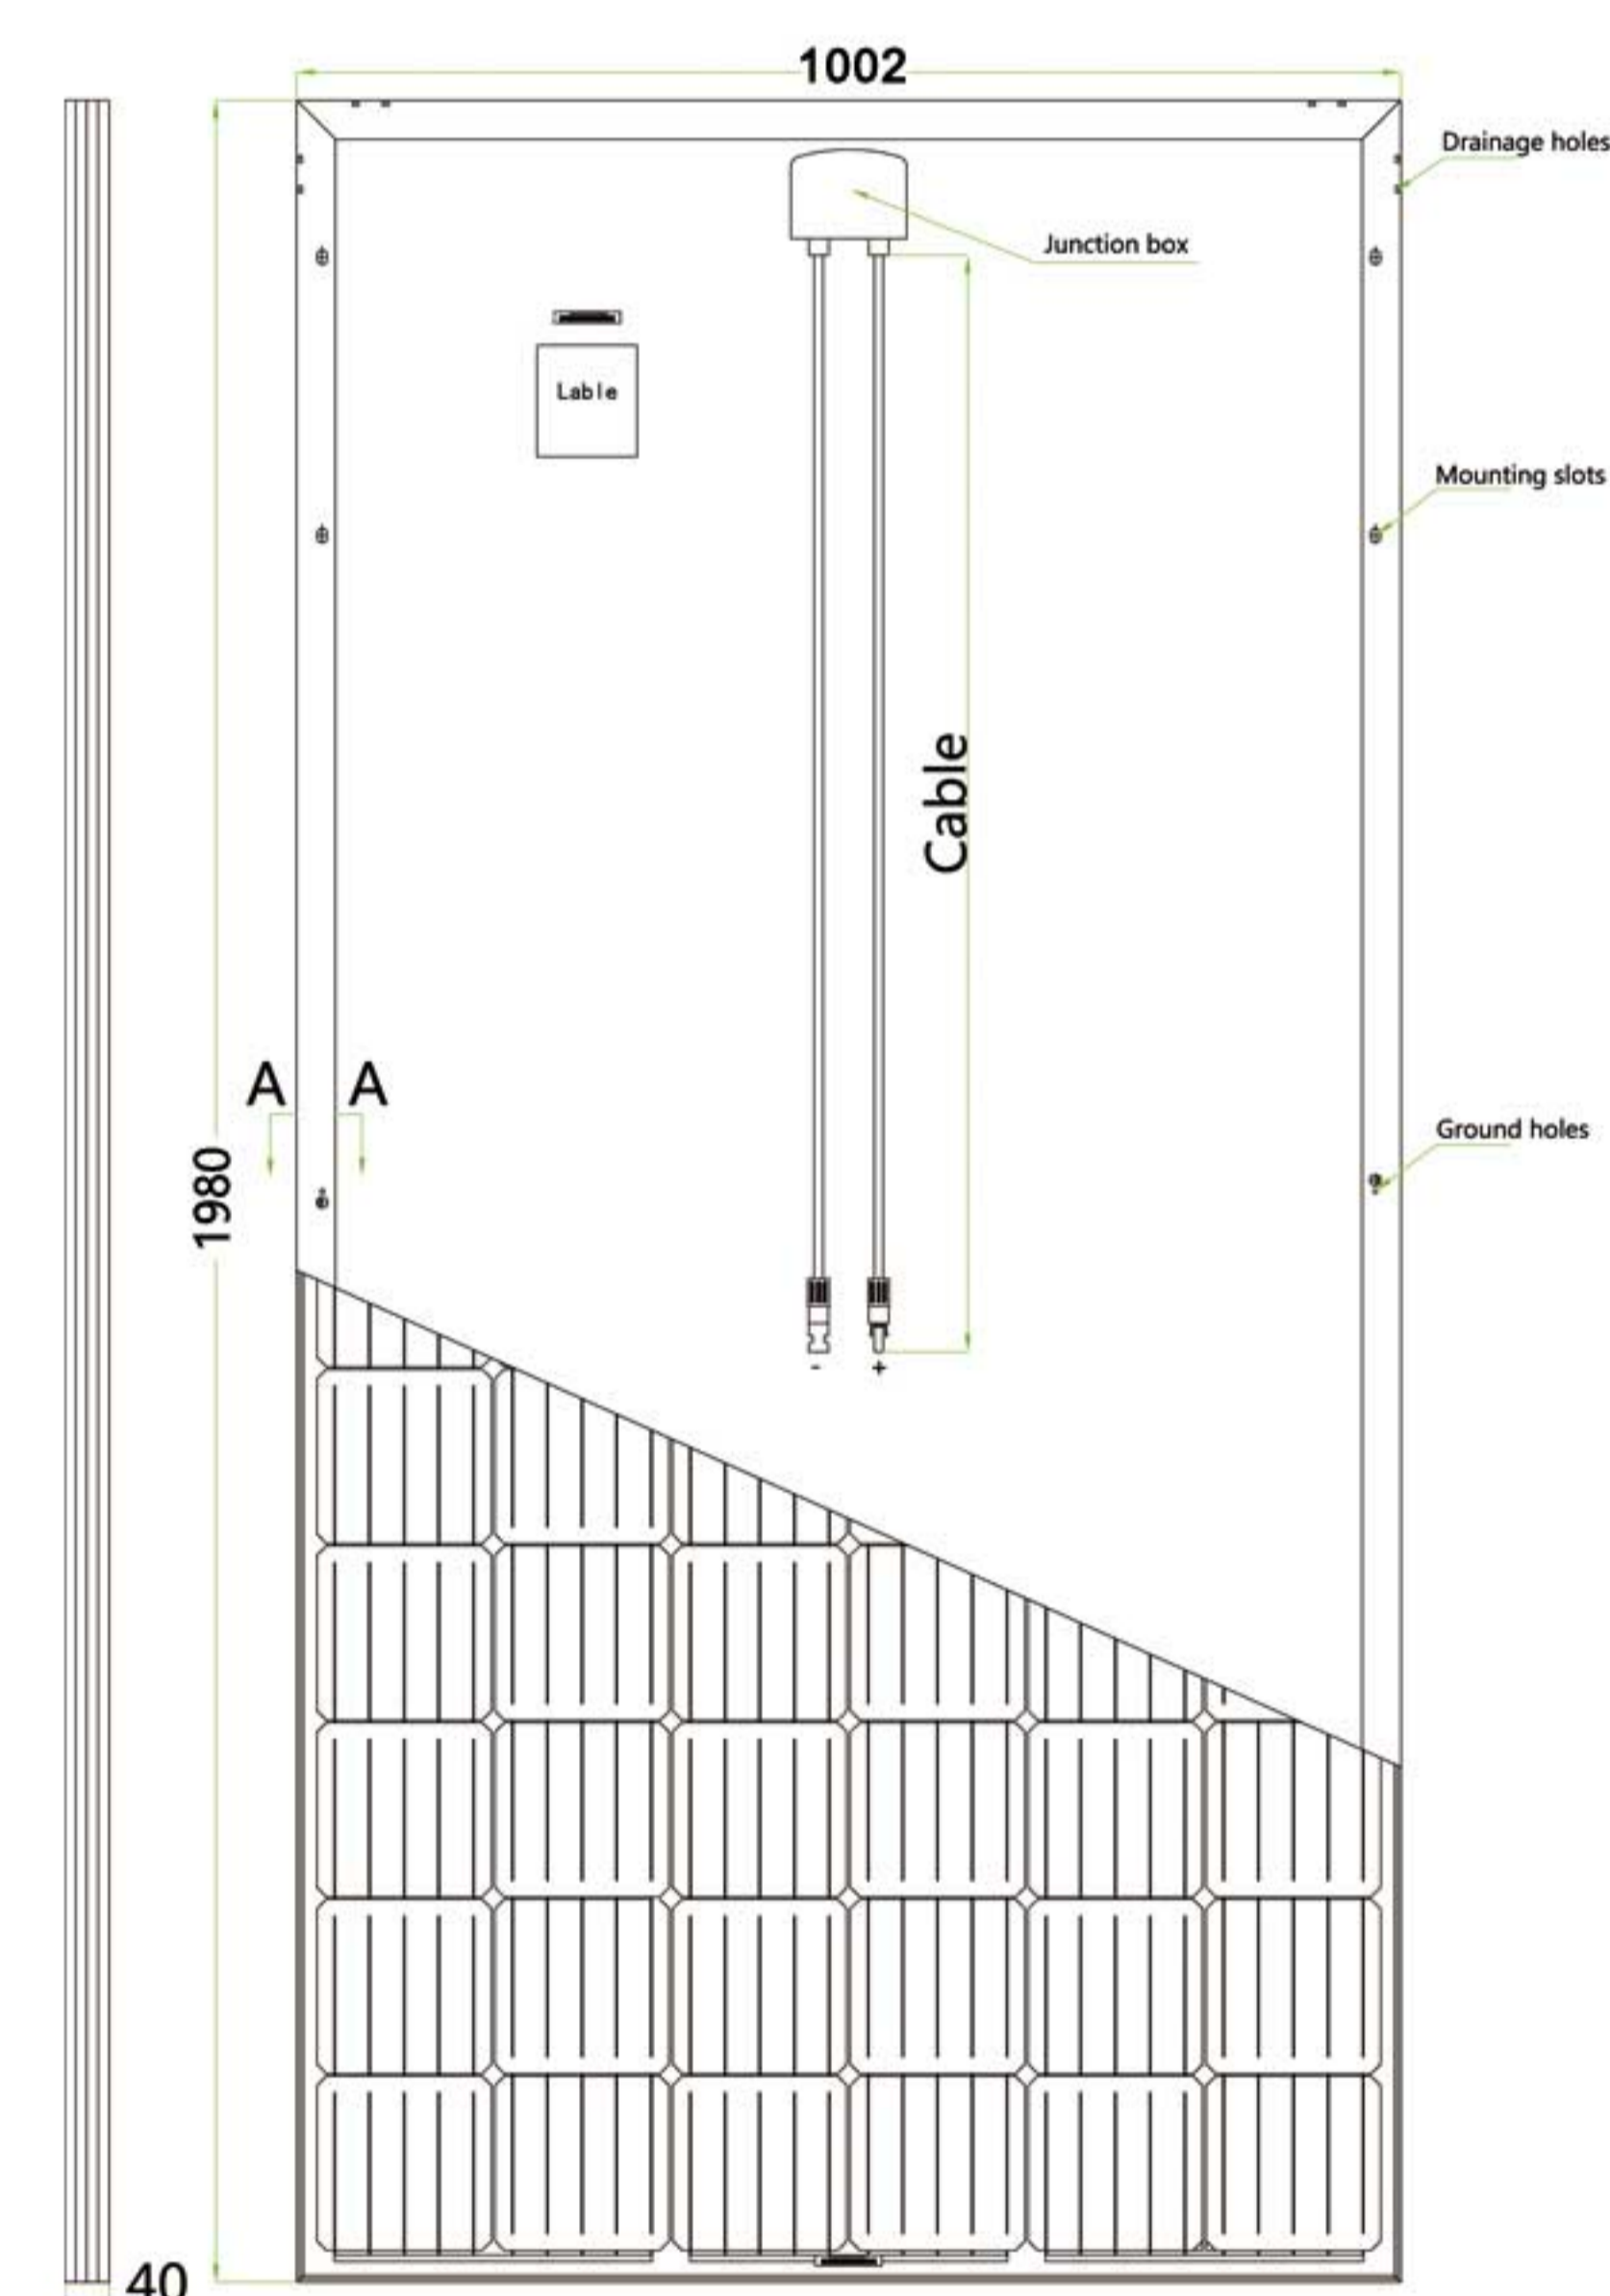 1002
Drainage holes
Junction box
Lable
Mounting slots
Cable
A A
Ground holes
1980
- +
40